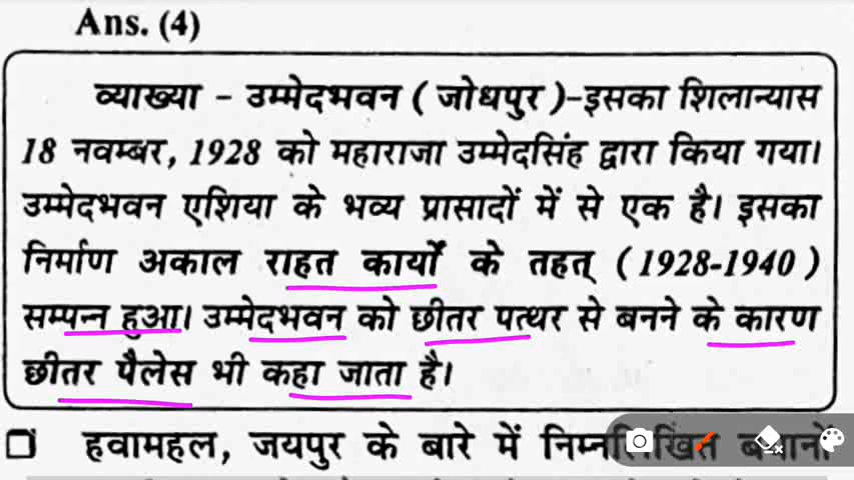 Ans. (4)
व्याख्या - उम्मेदभवन ( जोधपुर )-इसका शिलान्यास
18 नवम्बर, 1928 को महाराजा उम्मेदसिंह द्वारा किया गया।
उम्मेदभवन एशिया के भव्य प्रासादों में से एक है। इसका
निर्माण अकाल राहत कार्यों के तहत् ( 1928-1940 )
सम्पन्न हुआ। उम्मेदभवन को छीतर पत्थर से बनने के कारण
छीतर पैलेस भी कहा जाता है।
हवामहल, जयपुर के बारे में निम्नलिखित बयानों